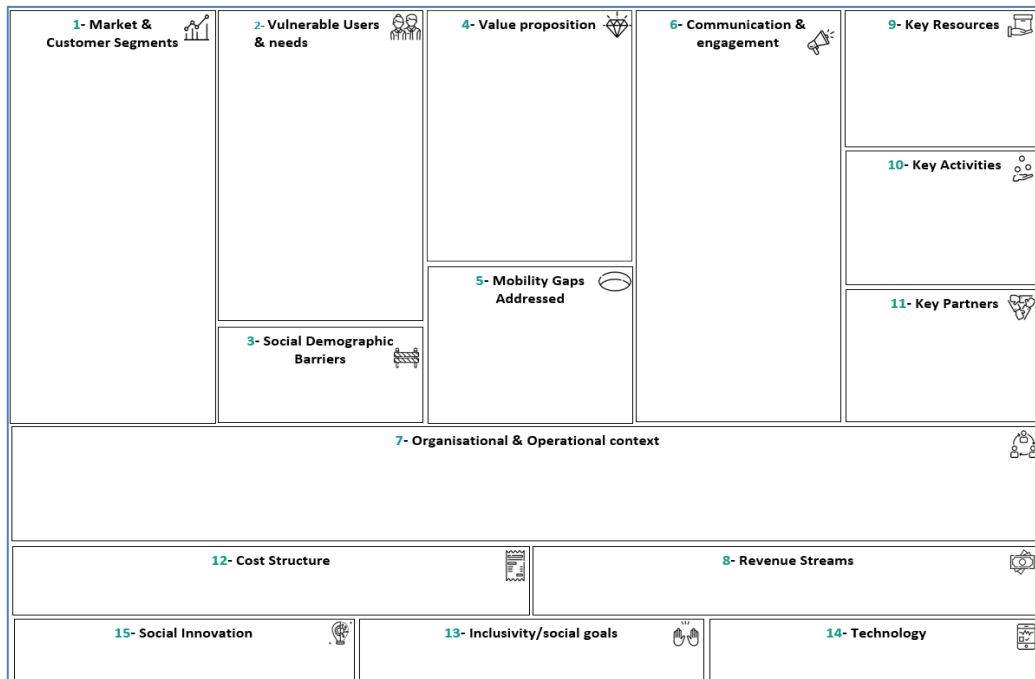 1- Market &
Customer Segments
2- Vulnerable Users
& needs
3- Social Demographic
Barriers
4- Value proposition
5- Mobility Gaps
Addressed
6- Communication &
engagement
9- Key Resources
10- Key Activities
11- Key Partners
7- Organisational & Operational context
12- Cost Structure
8- Revenue Streams
15- Social Innovation
13- Inclusivity/social goals
14- Technology